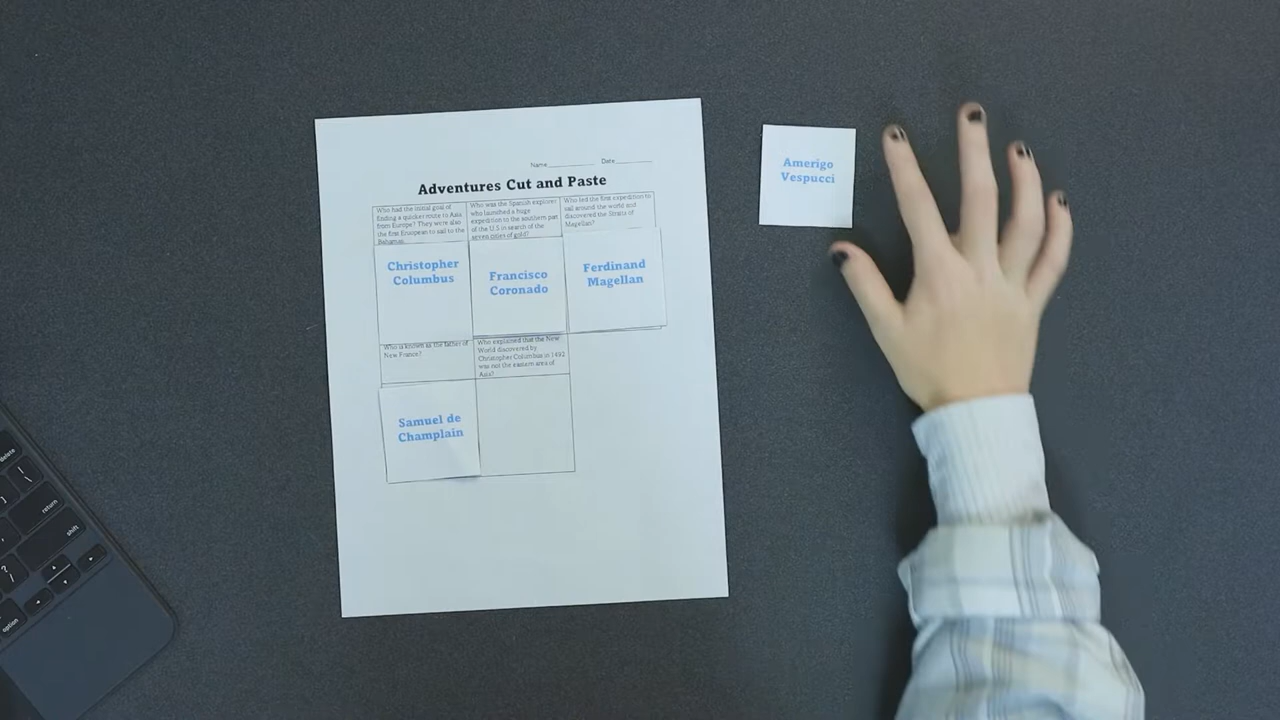 Name Date
Adventures Cut and Paste
Who had the initial goal of
finding a quicker route to Asia
from Europe? They were also
the first European to sail to the
Bahamas.
Who was the Spanish explorer
who launched a huge
expedition to the southern part
of the U.S in search of the
seven cities of gold?
Who led the first expedition to
sail around the world and
discovered the Straits of
Magellan?
Christopher
Columbus
Francisco
Coronado
Ferdinand
Magellan
Who is known as the father of
New France?
Who explained that the New
World discovered by
Christopher Columbus in 1492
was not the eastern area of
Asia?
Samuel de
Champlain
Amerigo
Vespucci
delete
return
shift
option